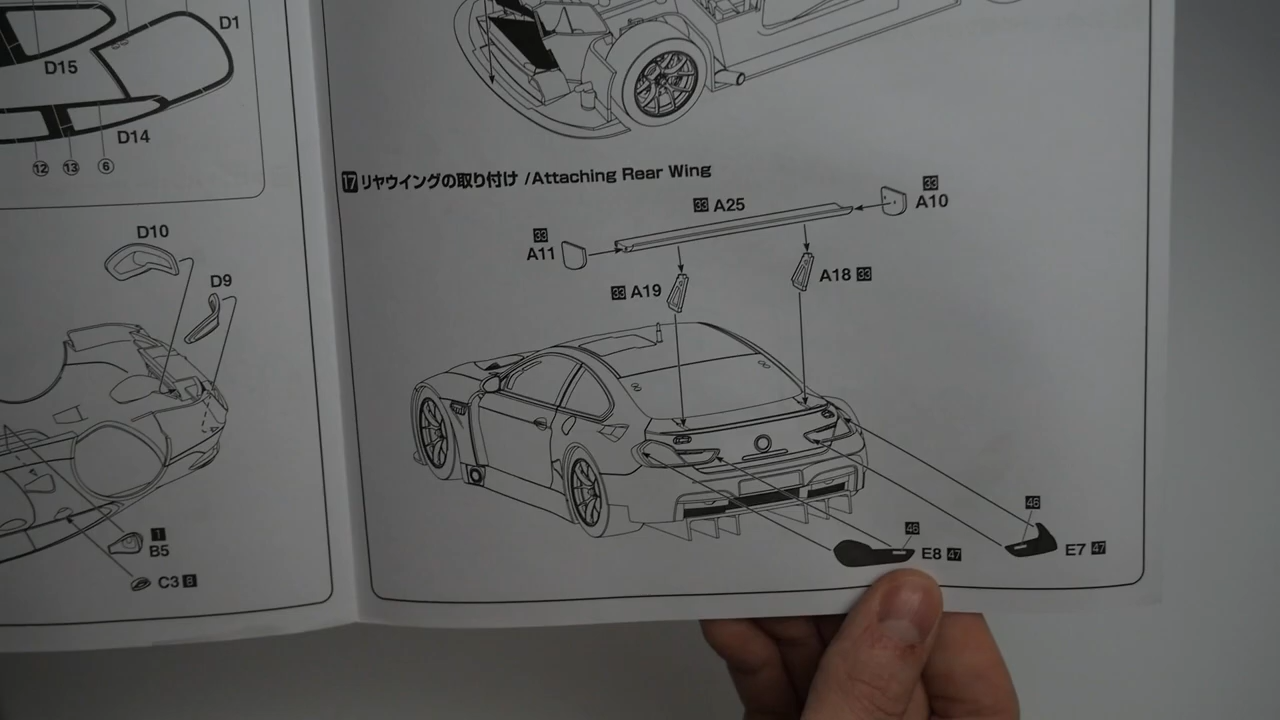 D1
D15
D14
⑫ ⑬ ⑥
D10
D9
1
B5
C3 8
17 リヤウイングの取り付け /Attaching Rear Wing
33 A25
33
A10
33
A11
33 A19
A18 33
46
E8 47
46
E7 47